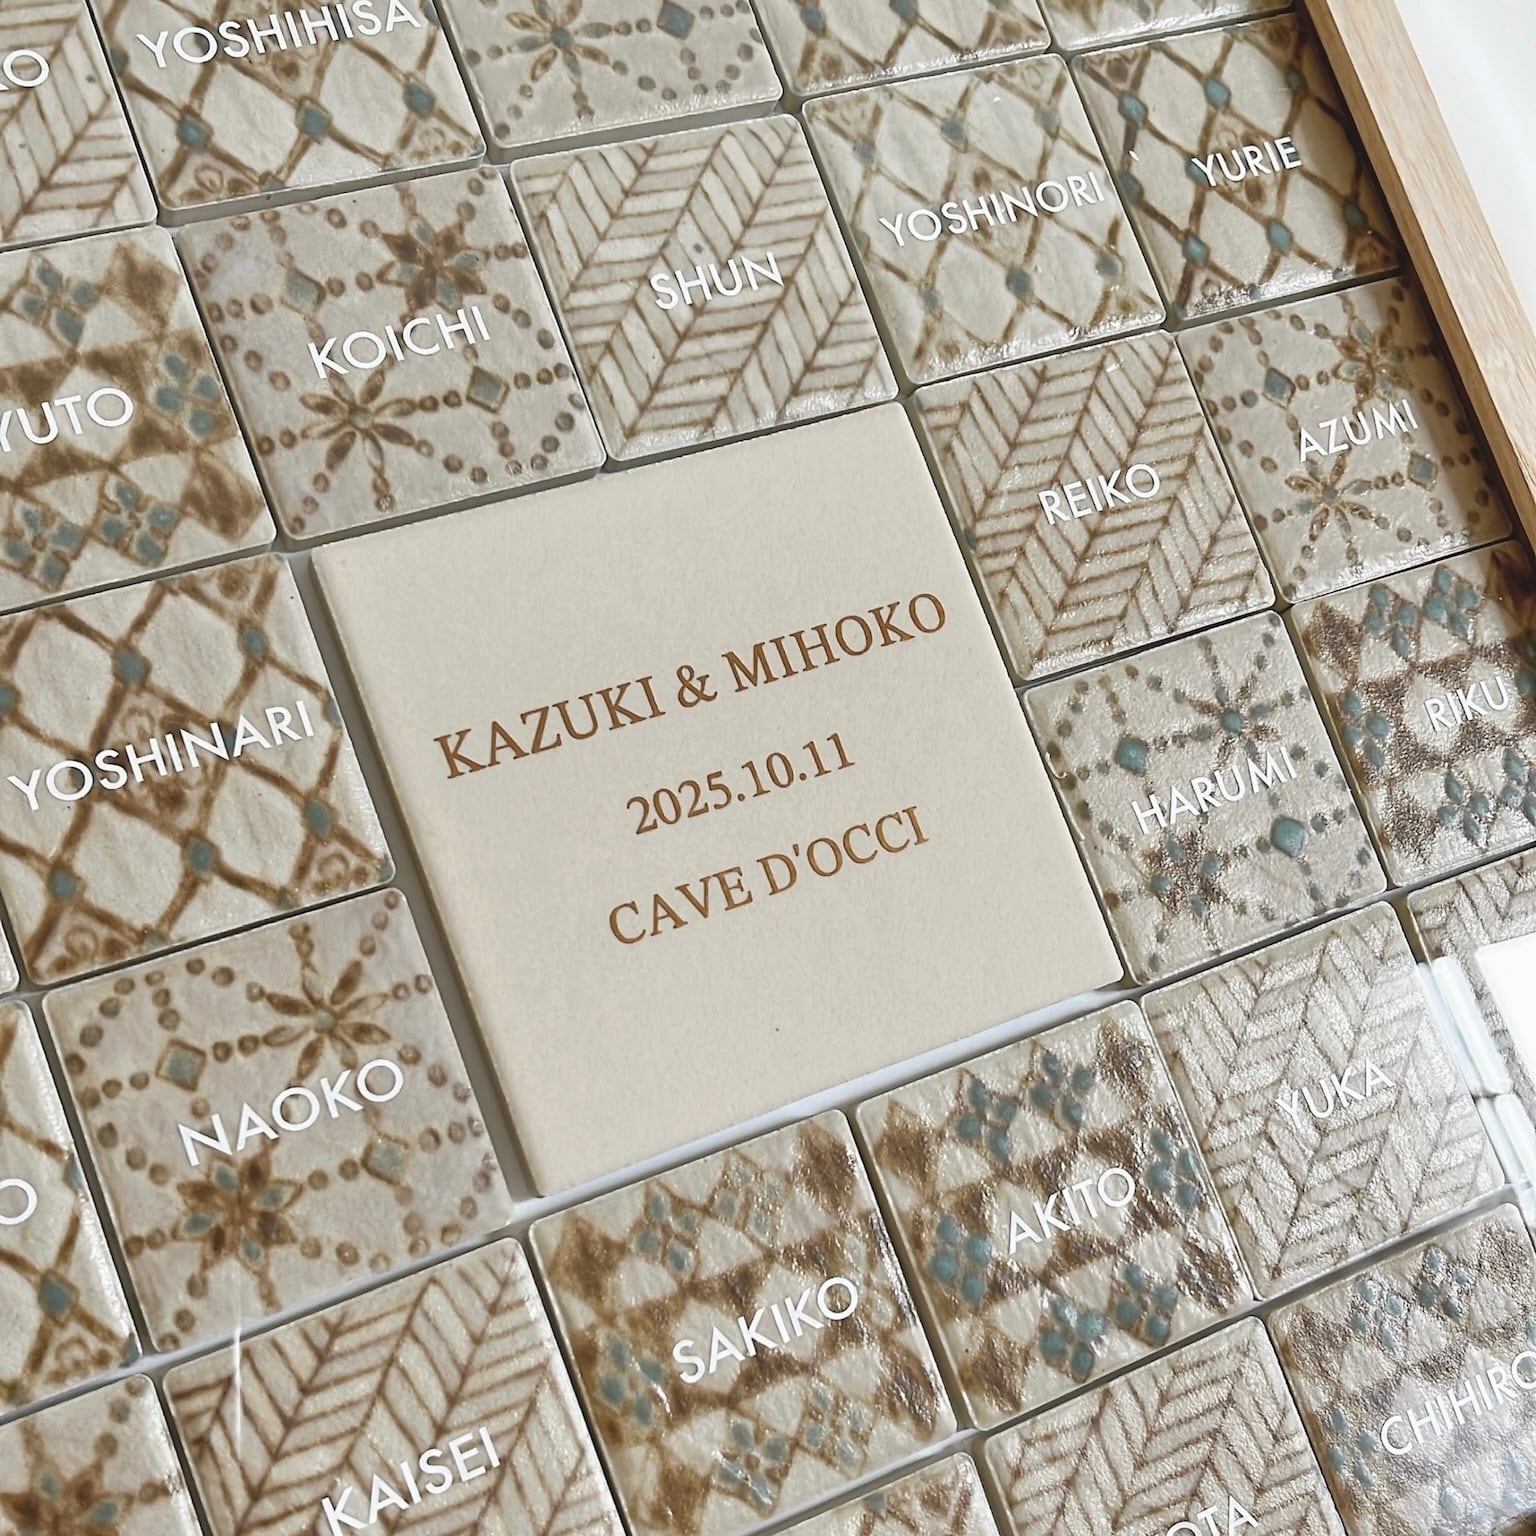 YOSHIHISA
YURIE
YOSHINORI
SHUN
KOICHI
YUTO
AZUMI
REIKO
KAZUKI & MIHOKO
2025.10.11
CAVE D'OCCI
RIKU
HARUMI
YOSHINARI
NAOKO
YUKA
AKITO
SAKIKO
CHIHIRO
KAISEI